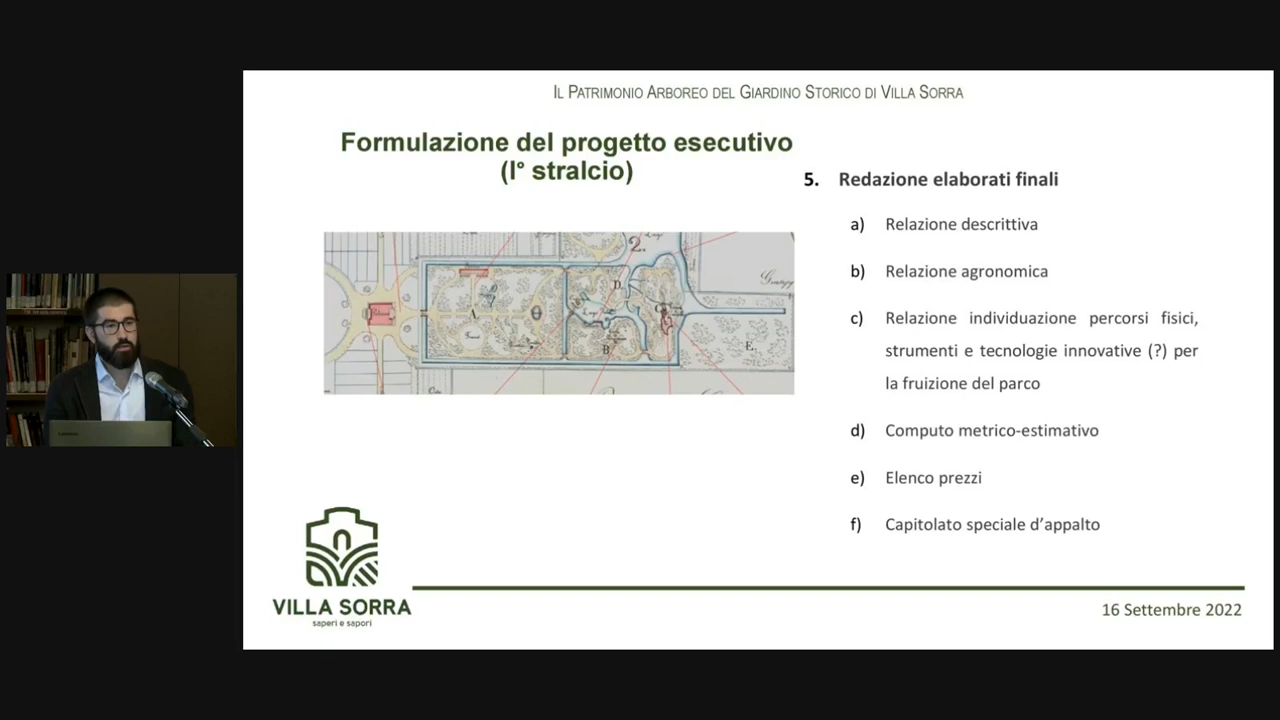 IL PATRIMONIO ARBOREO DEL GIARDINO STORICO DI VILLA SORRA
Formulazione del progetto esecutivo
(I° stralcio)
5. Redazione elaborati finali
a) Relazione descrittiva
b) Relazione agronomica
c) Relazione individuazione percorsi fisici,
strumenti e tecnologie innovative (?) per
la fruizione del parco
d) Computo metrico-estimativo
e) Elenco prezzi
f) Capitolato speciale d'appalto
2.
A
B
D
E.
VILLA SORRA
saperi e sapori
16 Settembre 2022